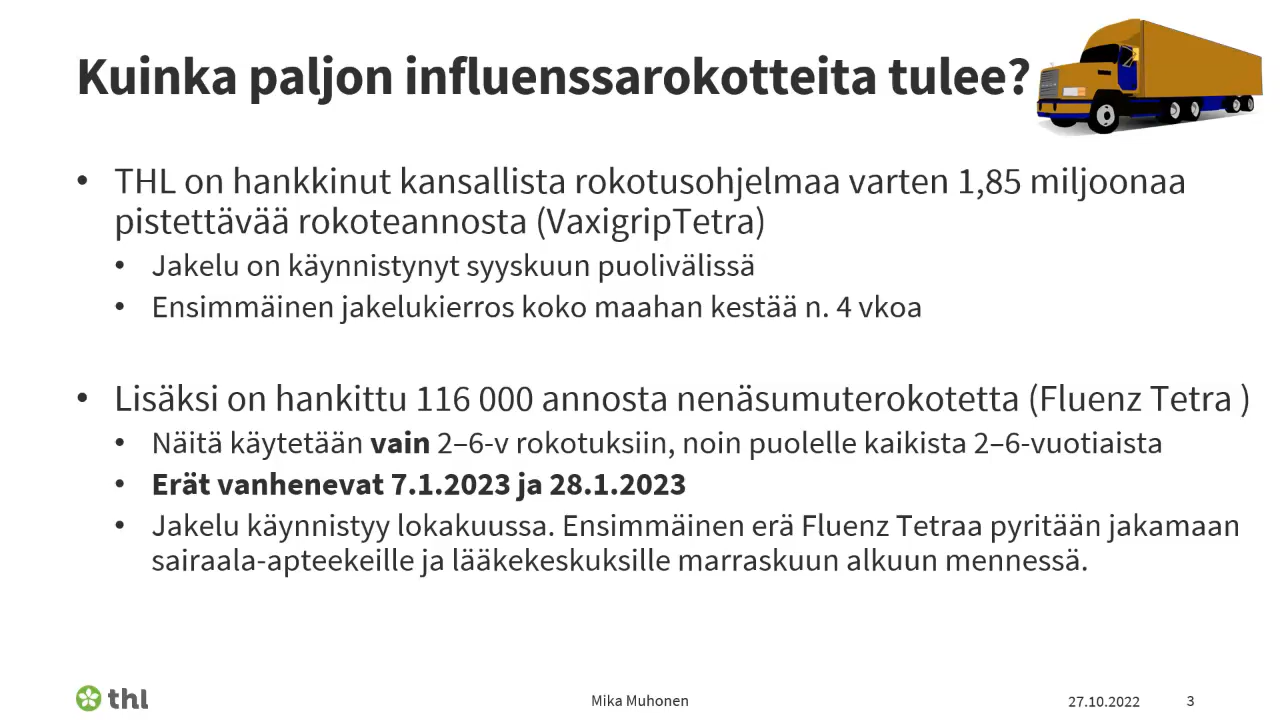 Kuinka paljon influenssarokotteita tulee?
• THL on hankkinut kansallista rokotusohjelmaa varten 1,85 miljoonaa
pistettävää rokoteannosta (VaxigripTetra)
• Jakelu on käynnistynyt syyskuun puolivälissä
• Ensimmäinen jakelukierros koko maahan kestää n. 4 vkoa
• Lisäksi on hankittu 116 000 annosta nenäsumuterokotetta (Fluenz Tetra )
• Näitä käytetään vain 2–6-v rokotuksiin, noin puolelle kaikista 2–6-vuotiaista
• Erät vanhenevat 7.1.2023 ja 28.1.2023
• Jakelu käynnistyy lokakuussa. Ensimmäinen erä Fluenz Tetraa pyritään jakamaan
sairaala-apteekeille ja lääkekeskuksille marraskuun alkuun mennessä.
thl Mika Muhonen 27.10.2022 3